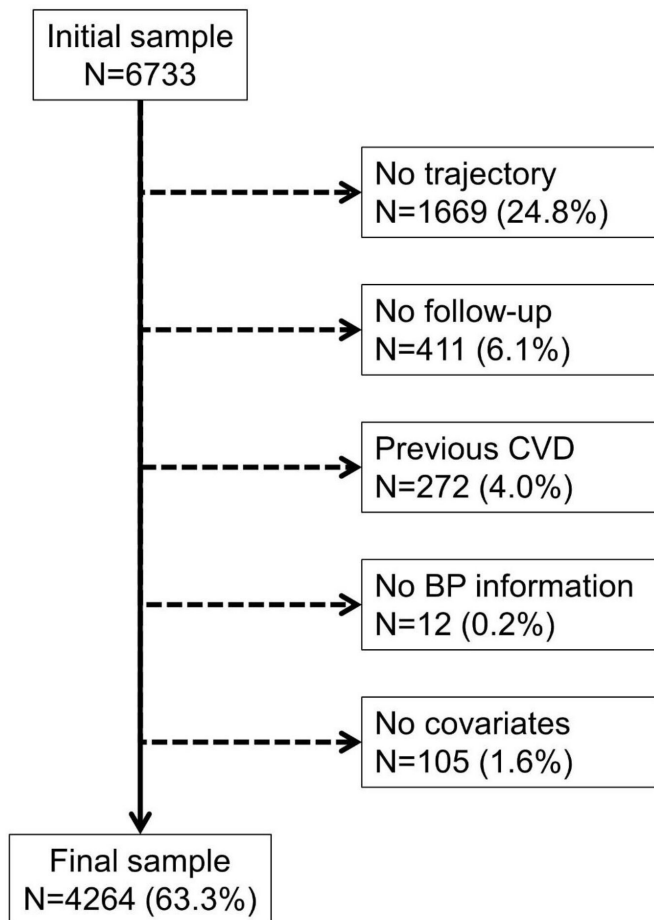 Initial sample
N=6733
No trajectory
N=1669 (24.8%)
No follow-up
N=411 (6.1%)
Previous CVD
N=272 (4.0%)
No BP information
N=12 (0.2%)
No covariates
N=105 (1.6%)
Final sample
N=4264 (63.3%)